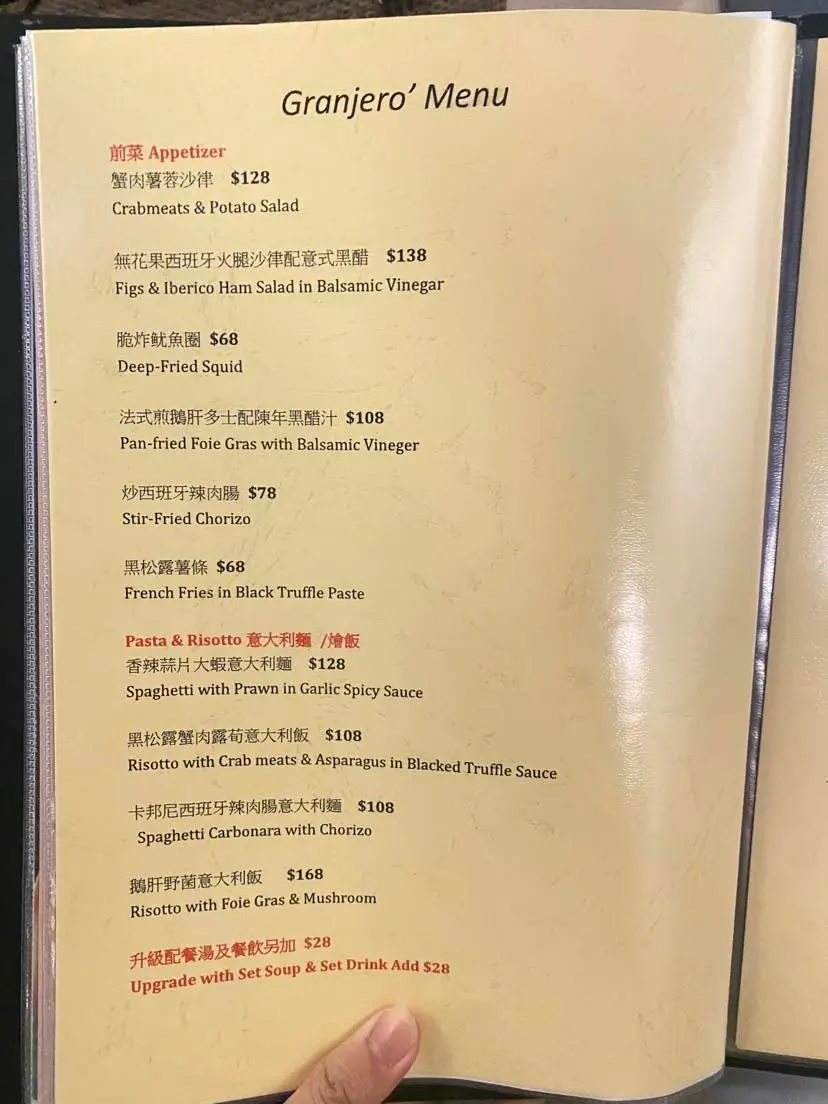 Granjero’ Menu
前菜 Appetizer
蟹肉薯蓉沙律 $128
Crabmeats & Potato Salad
無花果西班牙火腿沙律配意式黑醋 $138
Figs & Iberico Ham Salad in Balsamic Vinegar
脆炸魷魚圈 $68
Deep-Fried Squid
法式煎鵝肝多士配陳年黑醋汁 $108
Pan-fried Foie Gras with Balsamic Vineger
炒西班牙辣肉腸 $78
Stir-Fried Chorizo
黑松露薯條 $68
French Fries in Black Truffle Paste
Pasta & Risotto 意大利麵 /燴飯
香辣蒜片大蝦意大利麵 $128
Spaghetti with Prawn in Garlic Spicy Sauce
黑松露蟹肉露荀意大利飯 $108
Risotto with Crab meats & Asparagus in Blacked Truffle Sauce
卡邦尼西班牙辣肉腸意大利麵 $108
Spaghetti Carbonara with Chorizo
鵝肝野菌意大利飯 $168
Risotto with Foie Gras & Mushroom
升級配餐湯及餐飲另加 $28
Upgrade with Set Soup & Set Drink Add $28